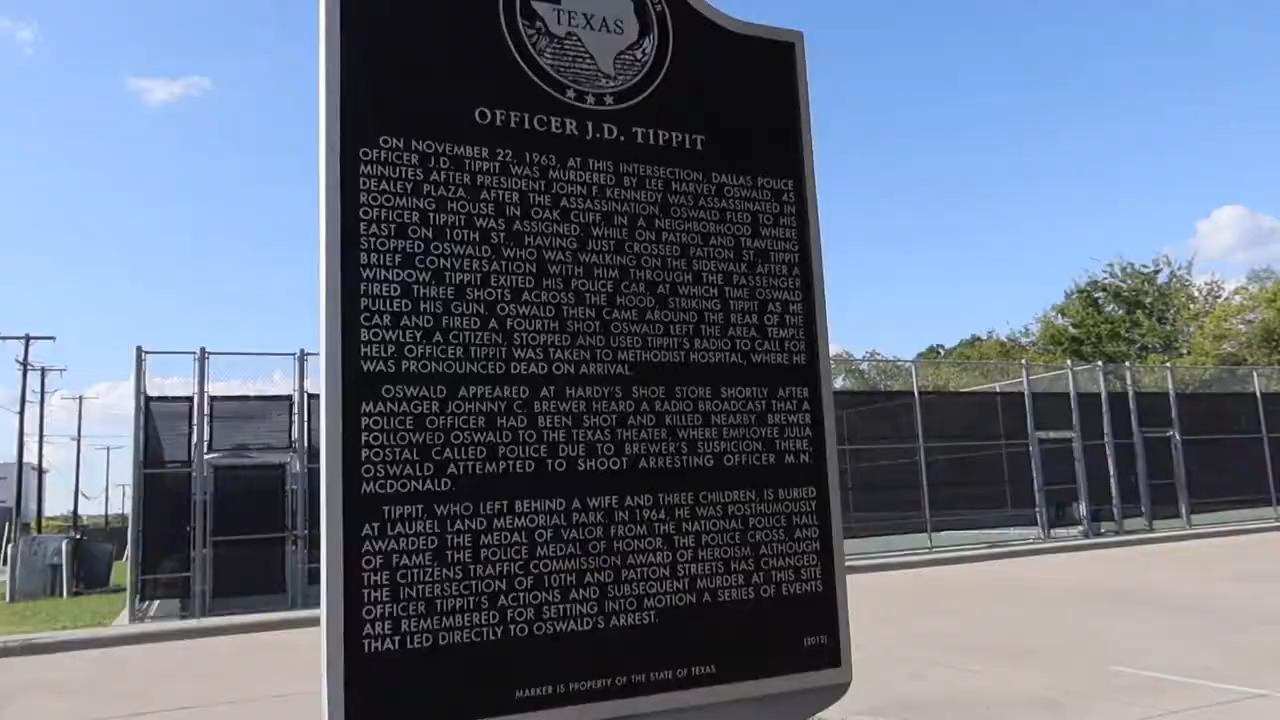 TEXAS
OFFICER J.D. TIPPIT
ON NOVEMBER 22, 1963, AT THIS INTERSECTION, DALLAS POLICE
OFFICER J.D. TIPPIT WAS MURDERED BY LEE HARVEY OSWALD, 45
MINUTES AFTER PRESIDENT JOHN F. KENNEDY WAS ASSASSINATED IN
DEALEY PLAZA. AFTER THE ASSASSINATION, OSWALD FLED TO HIS
ROOMING HOUSE IN OAK CLIFF, IN A NEIGHBORHOOD WHERE
OFFICER TIPPIT WAS ASSIGNED. WHILE ON PATROL AND TRAVELING
EAST ON 10TH ST., HAVING JUST CROSSED PATTON ST., TIPPIT
STOPPED OSWALD, WHO WAS WALKING ON THE SIDEWALK. AFTER A
BRIEF CONVERSATION WITH HIM THROUGH THE PASSENGER
WINDOW, TIPPIT EXITED HIS POLICE CAR, AT WHICH TIME OSWALD
FIRED THREE SHOTS ACROSS THE HOOD, STRIKING TIPPIT AS HE
PULLED HIS GUN. OSWALD THEN CAME AROUND THE REAR OF THE
CAR AND FIRED A FOURTH SHOT. OSWALD LEFT THE AREA. TEMPLE
BOWLEY, A CITIZEN, STOPPED AND USED TIPPIT'S RADIO TO CALL FOR
HELP. OFFICER TIPPIT WAS TAKEN TO METHODIST HOSPITAL, WHERE HE
WAS PRONOUNCED DEAD ON ARRIVAL.
OSWALD APPEARED AT HARDY'S SHOE STORE SHORTLY AFTER
MANAGER JOHNNY C. BREWER HEARD A RADIO BROADCAST THAT A
POLICE OFFICER HAD BEEN SHOT AND KILLED NEARBY. BREWER
FOLLOWED OSWALD TO THE TEXAS THEATER, WHERE EMPLOYEE JULIA
POSTAL CALLED POLICE DUE TO BREWER'S SUSPICION. THERE,
OSWALD ATTEMPTED TO SHOOT ARRESTING OFFICER M.N.
MCDONALD.
TIPPIT, WHO LEFT BEHIND A WIFE AND THREE CHILDREN, IS BURIED
AT LAUREL LAND MEMORIAL PARK. IN 1964, HE WAS POSTHUMOUSLY
AWARDED THE MEDAL OF VALOR FROM THE NATIONAL POLICE HALL
OF FAME, THE POLICE MEDAL OF HONOR, THE POLICE CROSS, AND
THE CITIZENS TRAFFIC COMMISSION AWARD OF HEROISM. ALTHOUGH
THE INTERSECTION OF 10TH AND PATTON STREETS HAS CHANGED,
OFFICER TIPPIT'S ACTIONS AND SUBSEQUENT MURDER AT THIS SITE
ARE REMEMBERED FOR SETTING INTO MOTION A SERIES OF EVENTS
THAT LED DIRECTLY TO OSWALD'S ARREST.
(2012)
MARKER IS PROPERTY OF THE STATE OF TEXAS